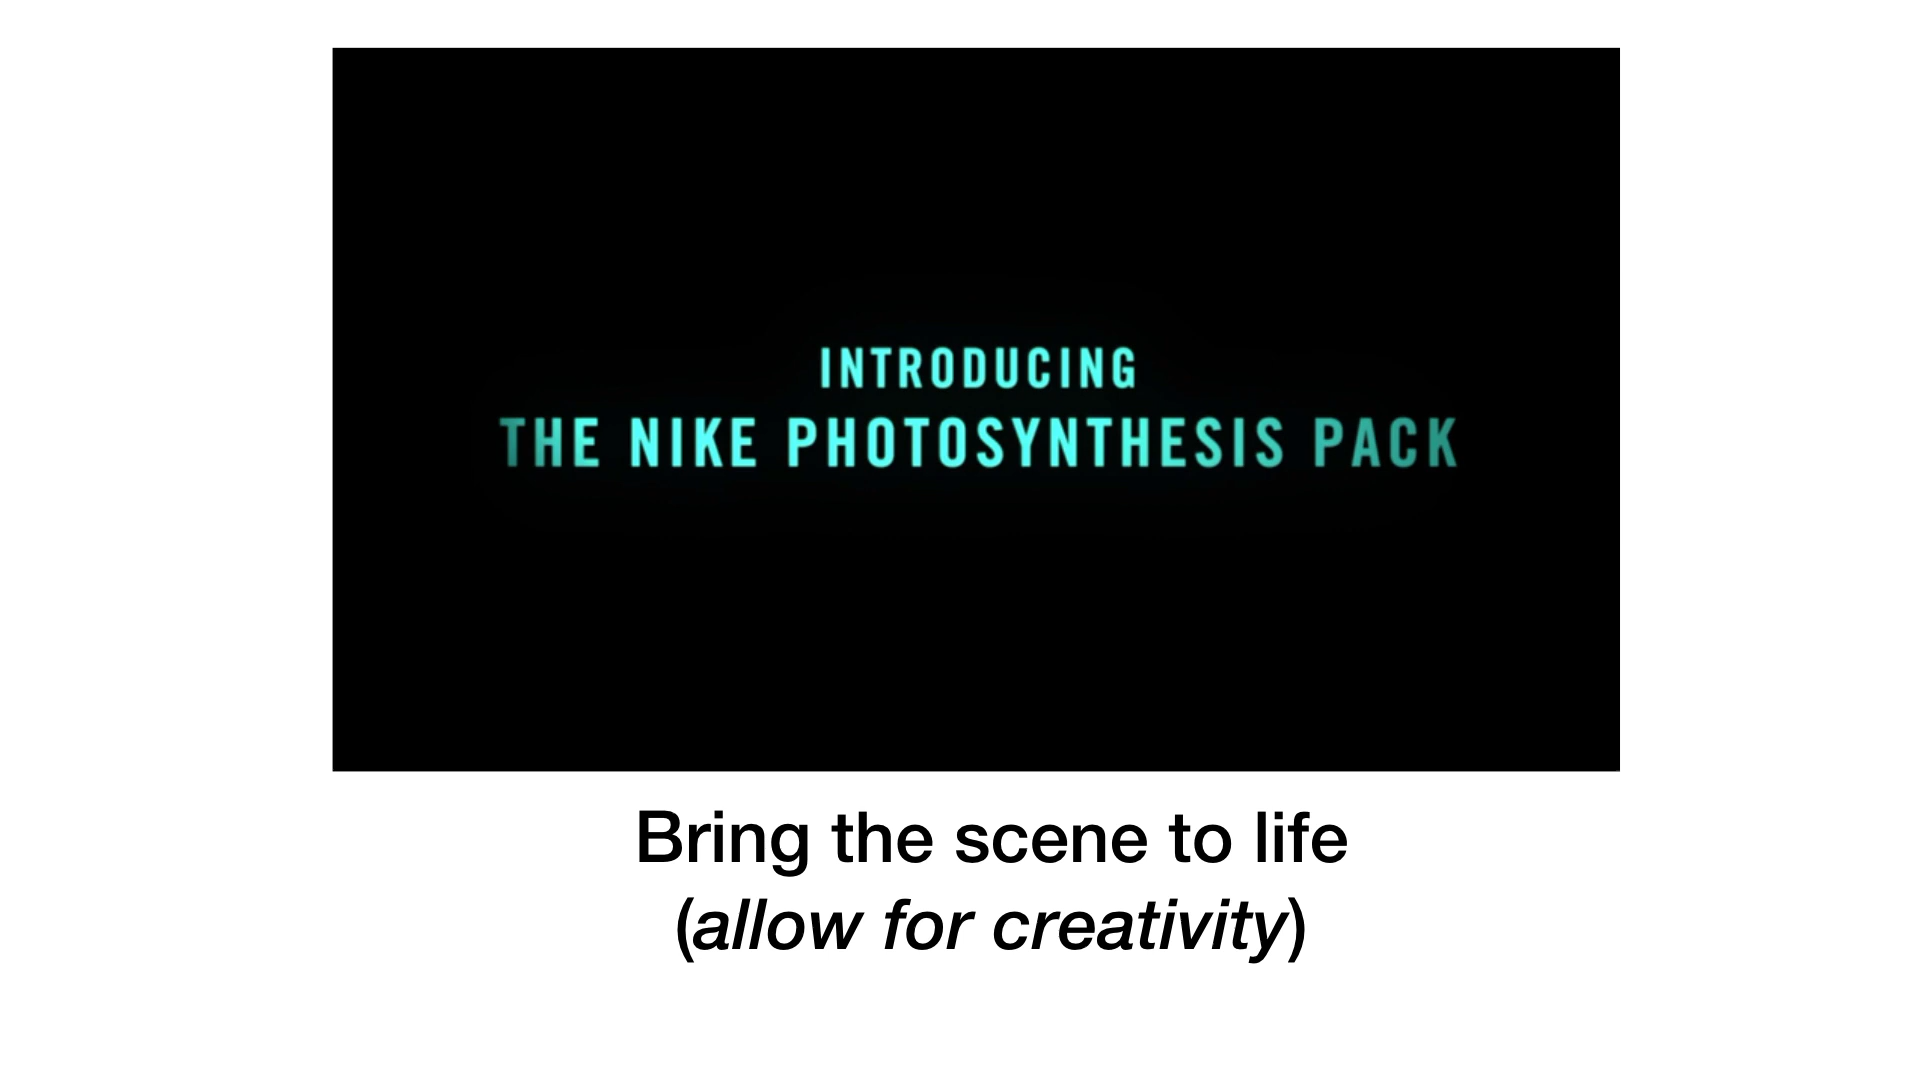 INTRODUCING
THE NIKE PHOTOSYNTHESIS PACK
Bring the scene to life
(allow for creativity)